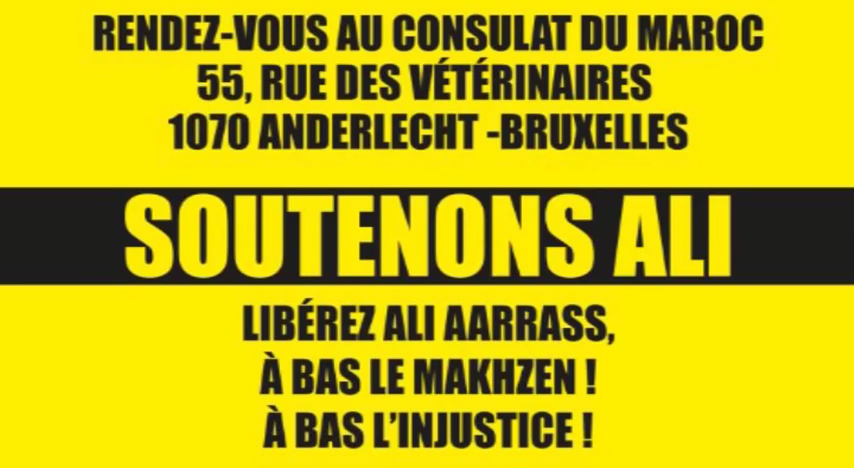 RENDEZ-VOUS AU CONSULAT DU MAROC
55, RUE DES VÉTÉRINAIRES
1070 ANDERLECHT -BRUXELLES
SOUTENONS ALI
LIBÉREZ ALI AARRASS,
À BAS LE MAKHZEN !
À BAS L'INJUSTICE !